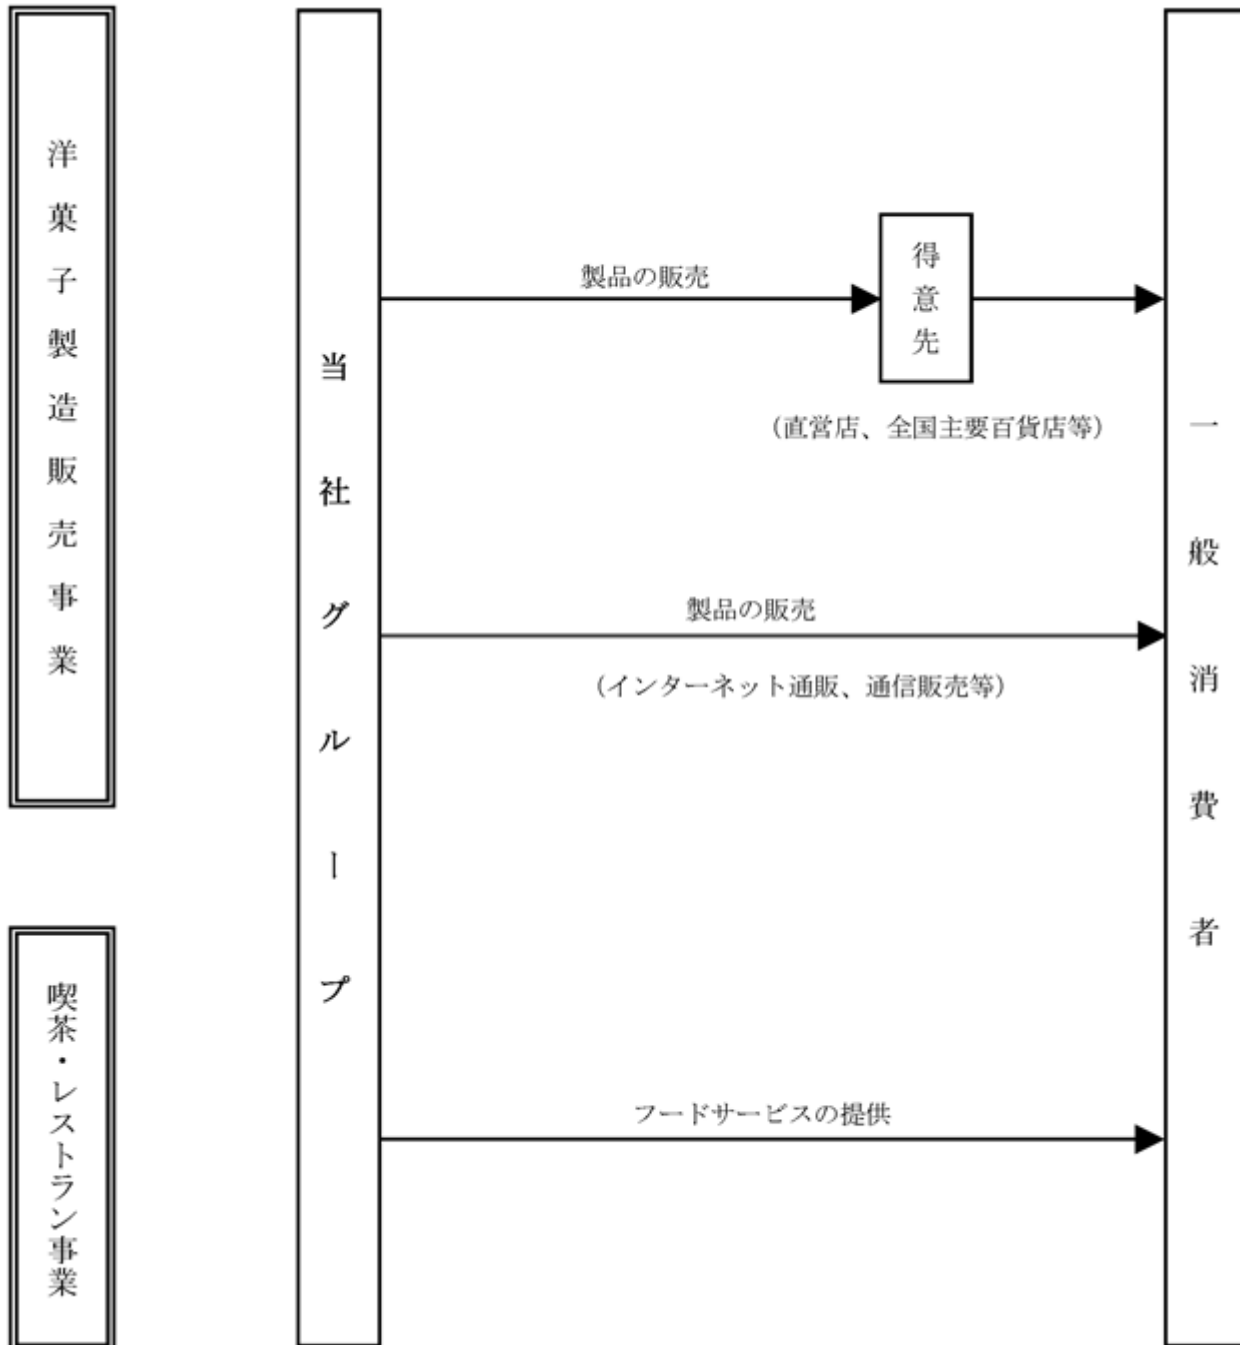 洋菓子製造販売事業
喫茶・レストラン事業
当社グループ
製品の販売
得意先
(直営店、全国主要百貨店等)
製品の販売
(インターネット通販、通信販売等)
フードサービスの提供
一般消費者